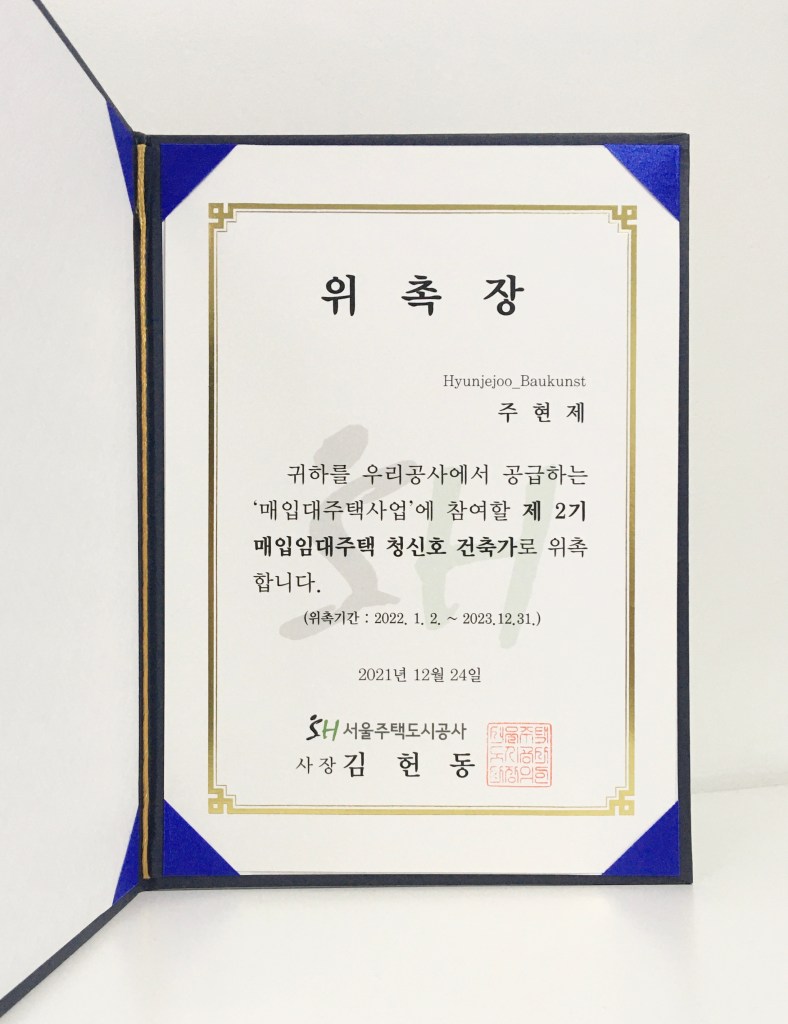 위 촉 장
Hyunjejoo_Baukunst
주 현 제
귀하를 우리공사에서 공급하는
‘매입대주택사업’에 참여할 제 2기
매입임대주택 청신호 건축가로 위촉
합니다.
(위촉기간 : 2022. 1. 2. ~ 2023.12.31.)
2021년 12월 24일
SH 서울주택도시공사
사 장 김 헌 동
SH